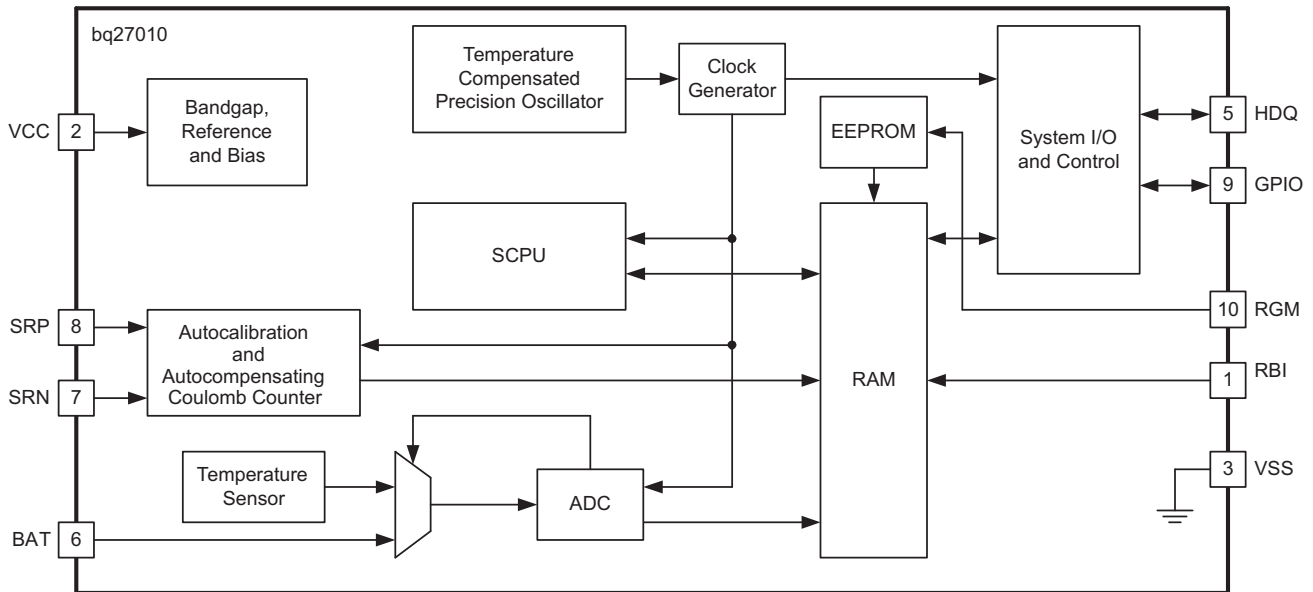 bq27010
Temperature
Compensated
Precision Oscillator
Clock
Generator
Bandgap,
Reference
and Bias
VCC
2
EEPROM
System I/O
and Control
5
HDQ
9
GPIO
SCPU
SRP
8
SRN
7
Autocalibration
and
Autocompensating
Coulomb Counter
RAM
10
RGM
1
RBI
Temperature
Sensor
ADC
3
VSS
BAT
6